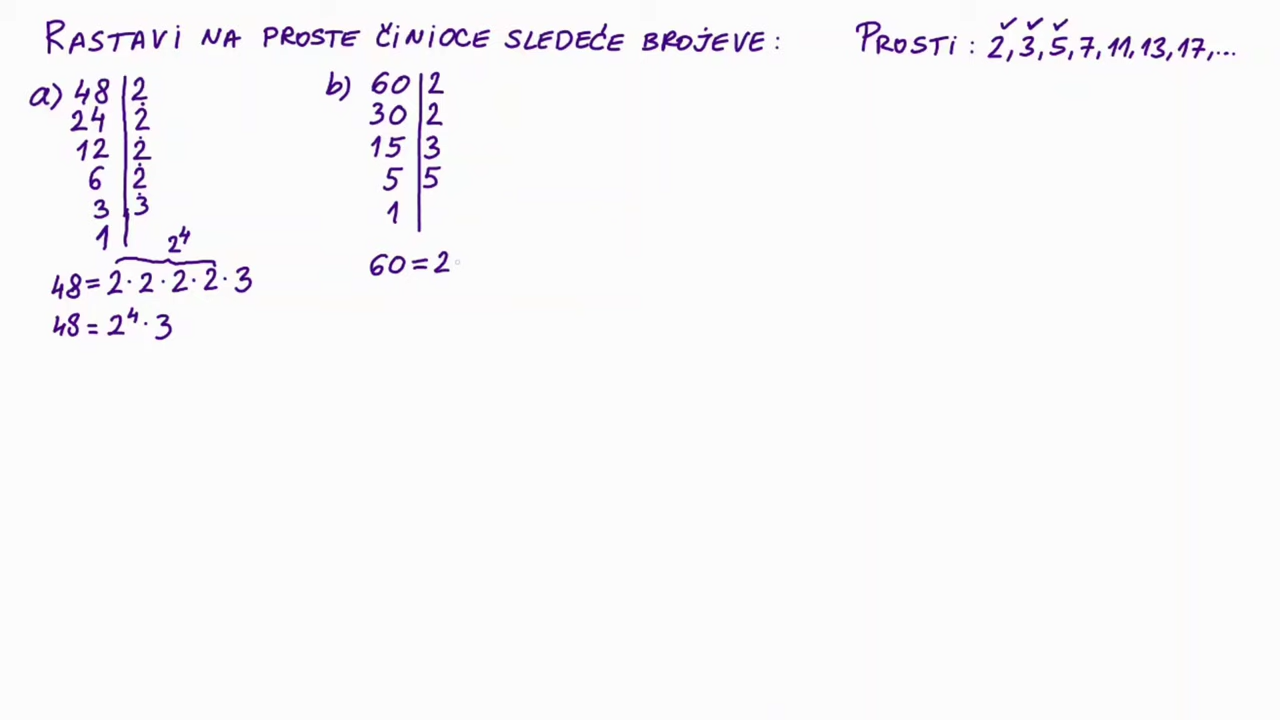 RASTAVI NA PROSTE ČINIOCE SLEDEĆE BROJEVE :
PROSTI : 2, 3, 5, 7, 11, 13, 17, ...
a) 48 | 2
24 | 2
12 | 2
6 | 2
3 | 3
1 |
2⁴
48 = 2 · 2 · 2 · 2 · 3
48 = 2⁴ · 3
b) 60 | 2
30 | 2
15 | 3
5 | 5
1 |
60 = 2